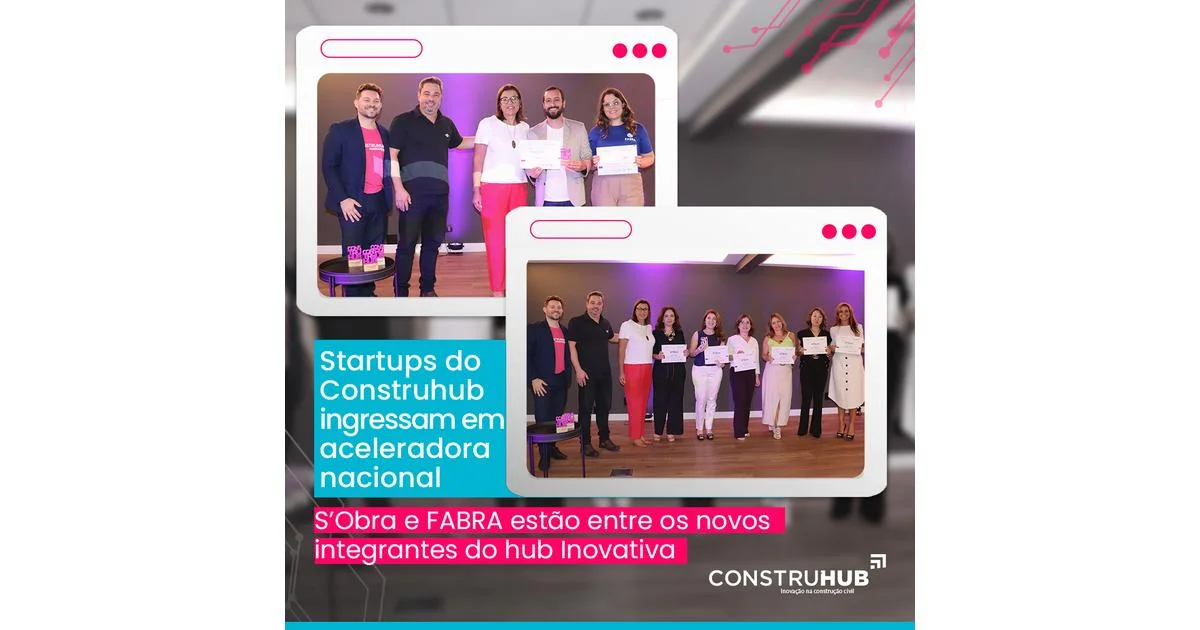 Startups do
Construhub
ingressam em
aceleradora
nacional
S'Obra e FABRA estão entre os novos
integrantes do hub Inovativa
CONSTRUHUB
Inovação na construção civil